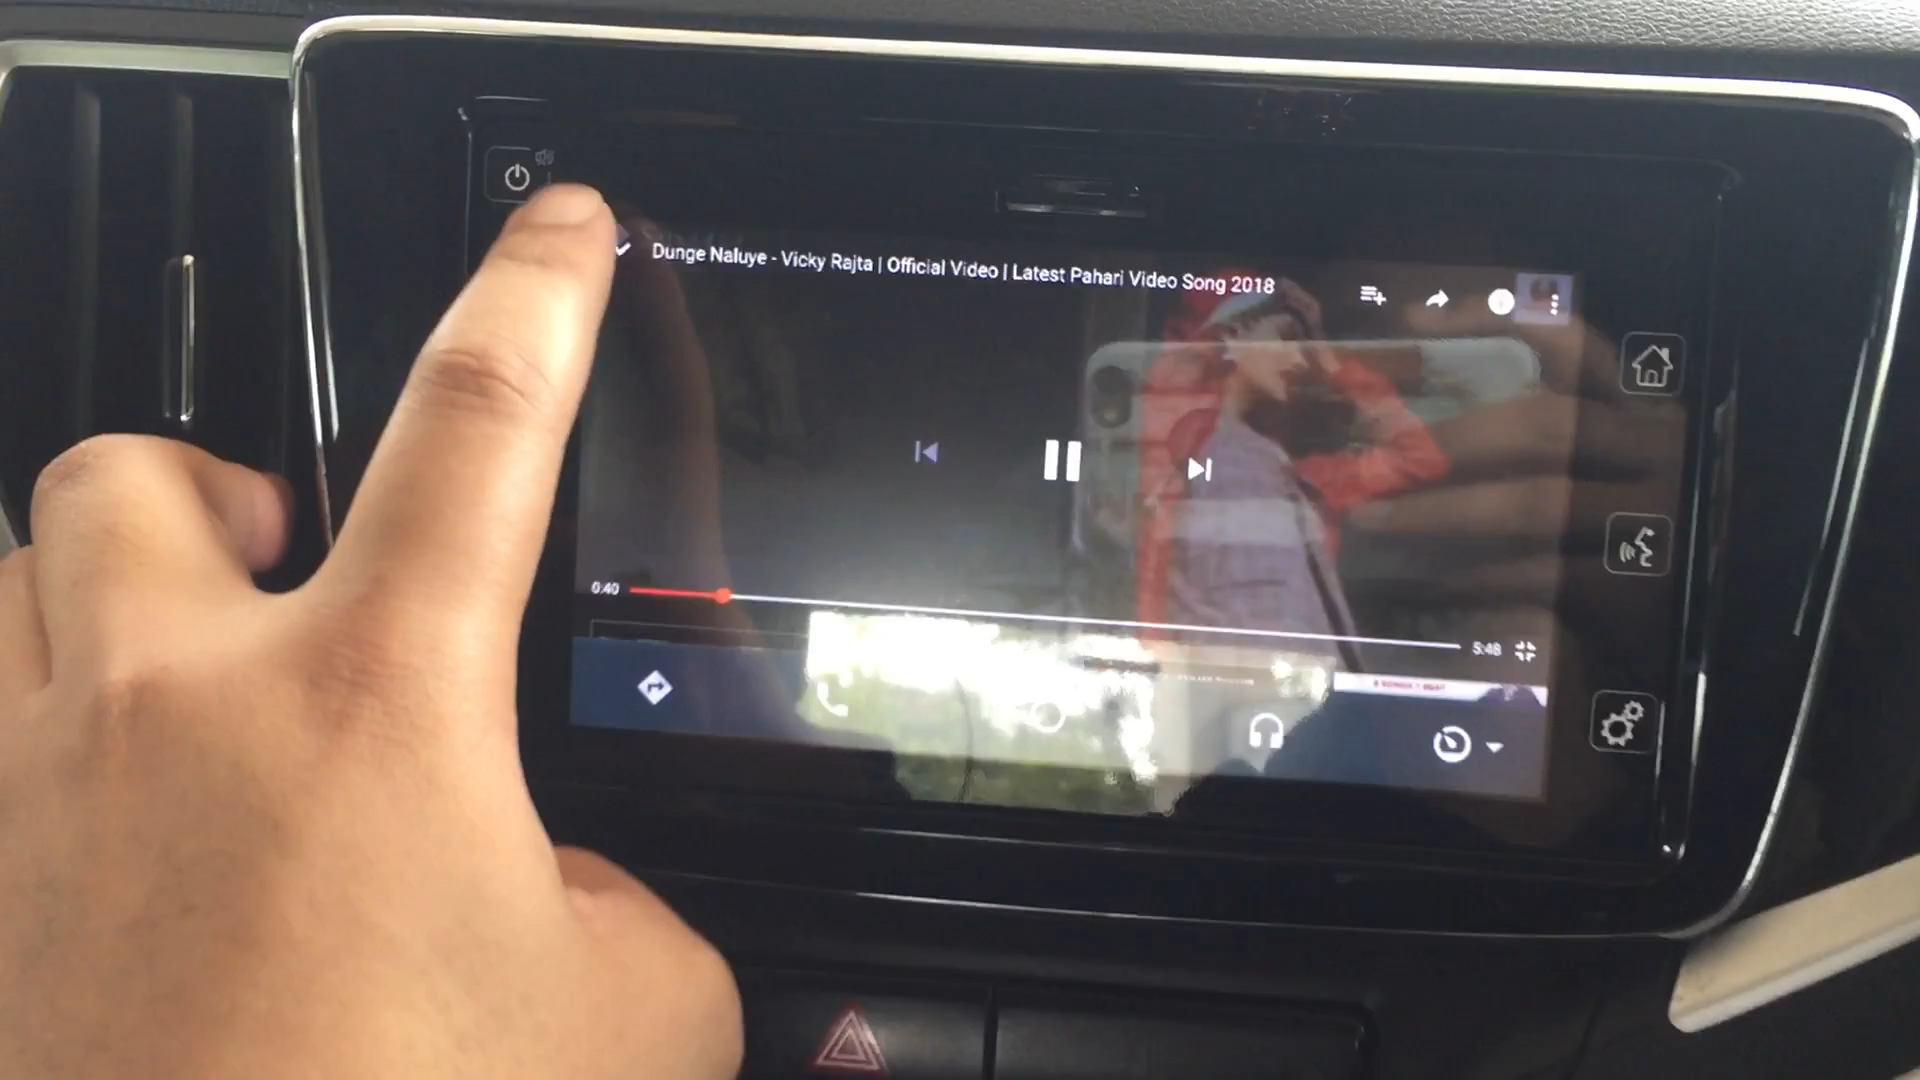 Dunge Naluye - Vicky Rajta | Official Video | Latest Pahari Video Song 2018
0:40
5:48